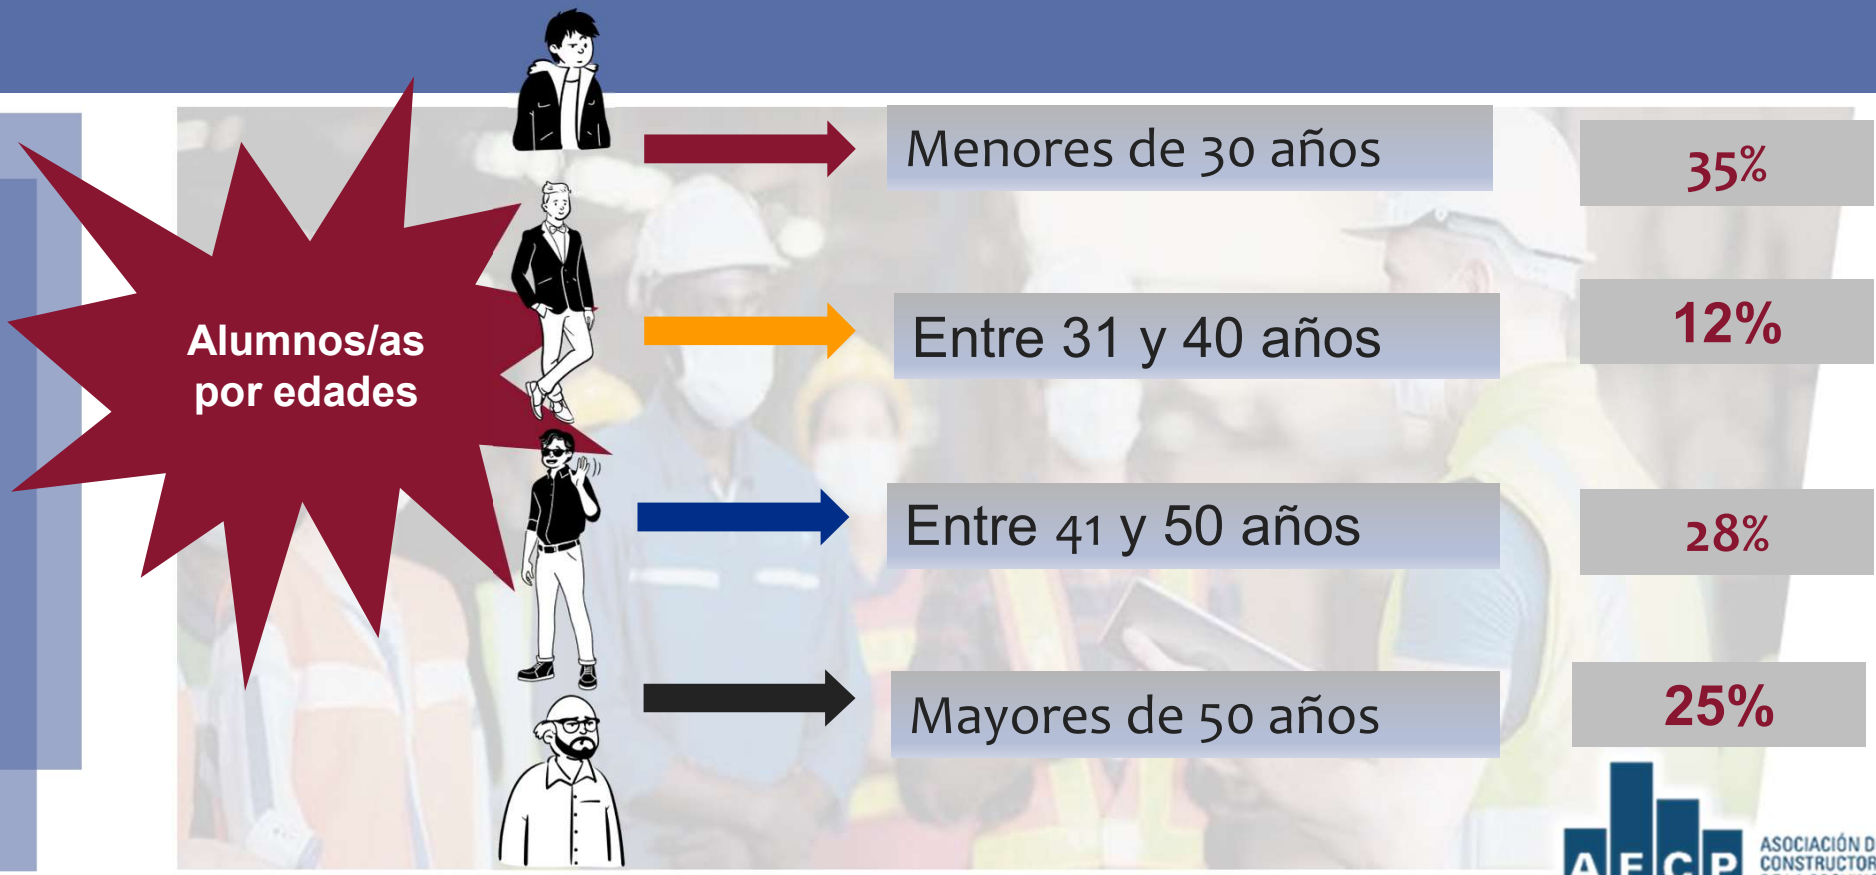 Alumnos/as
por edades
Menores de 30 años
35%
Entre 31 y 40 años
12%
Entre 41 y 50 años
28%
Mayores de 50 años
25%
AECP
ASOCIACIÓN D
CONSTRUCTOR